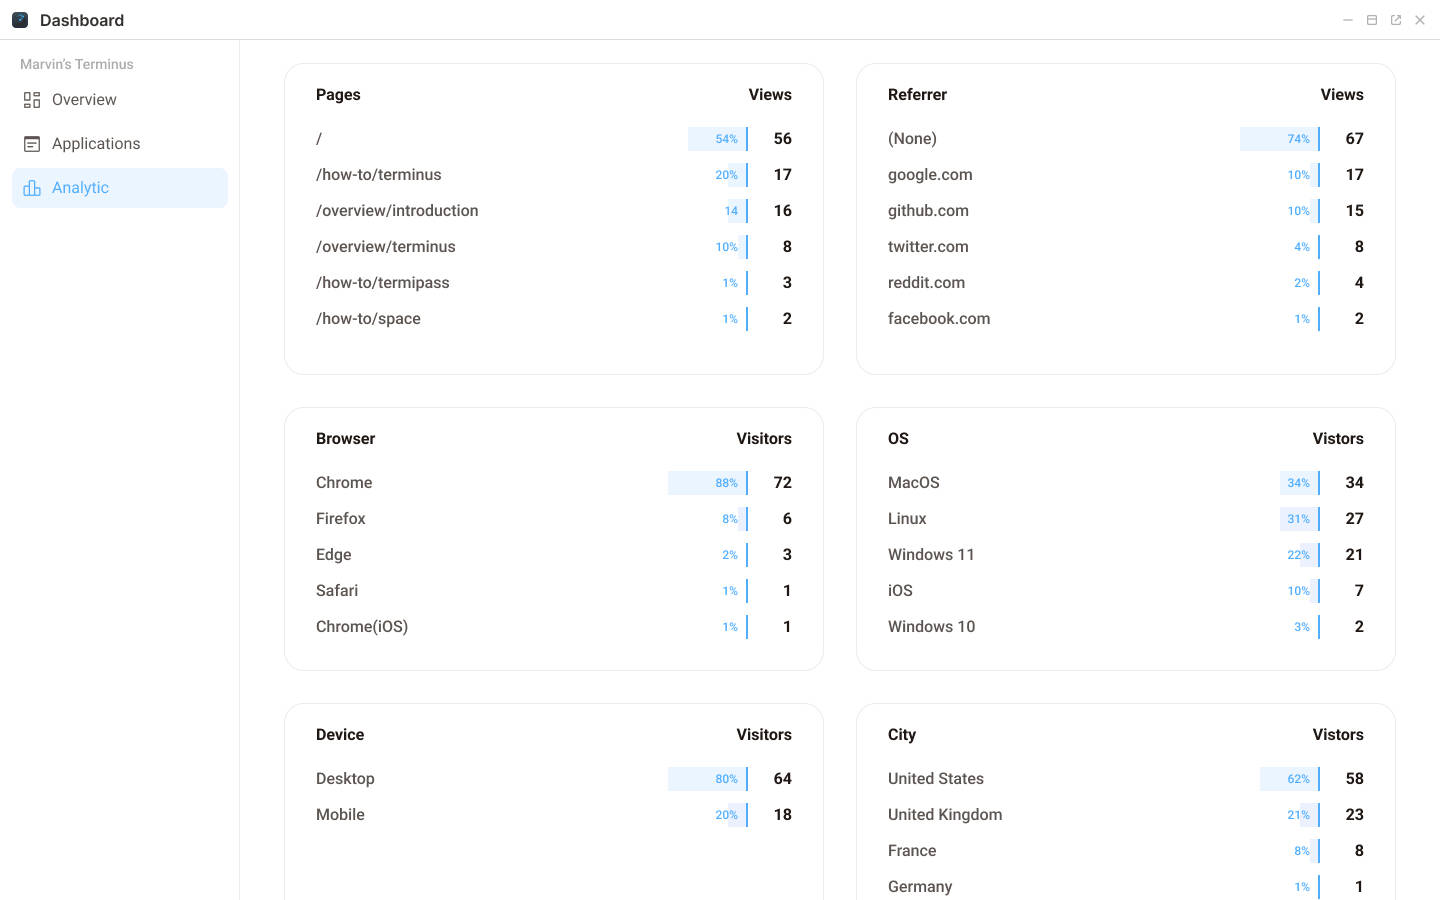 Dashboard
Marvin's Terminus
Overview
Applications
Analytic
Pages Views
/ 54% 56
/how-to/terminus 20% 17
/overview/introduction 14 16
/overview/terminus 10% 8
/how-to/termipass 1% 3
/how-to/space 1% 2
Referrer Views
(None) 74% 67
google.com 10% 17
github.com 10% 15
twitter.com 4% 8
reddit.com 2% 4
facebook.com 1% 2
Browser Visitors
Chrome 88% 72
Firefox 8% 6
Edge 2% 3
Safari 1% 1
Chrome(iOS) 1% 1
OS Vistors
MacOS 34% 34
Linux 31% 27
Windows 11 22% 21
iOS 10% 7
Windows 10 3% 2
Device Visitors
Desktop 80% 64
Mobile 20% 18
City Vistors
United States 62% 58
United Kingdom 21% 23
France 8% 8
Germany 1% 1